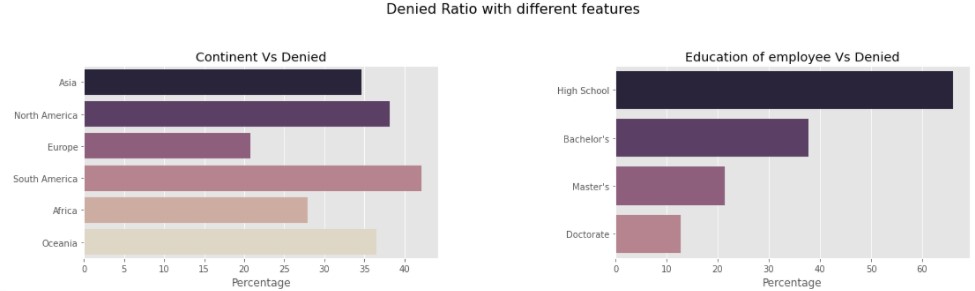 Denied Ratio with different features
Continent Vs Denied
Asia
North America
Europe
South America
Africa
Oceania
0 5 10 15 20 25 30 35 40
Percentage
Education of employee Vs Denied
High School
Bachelor's
Master's
Doctorate
0 10 20 30 40 50 60
Percentage